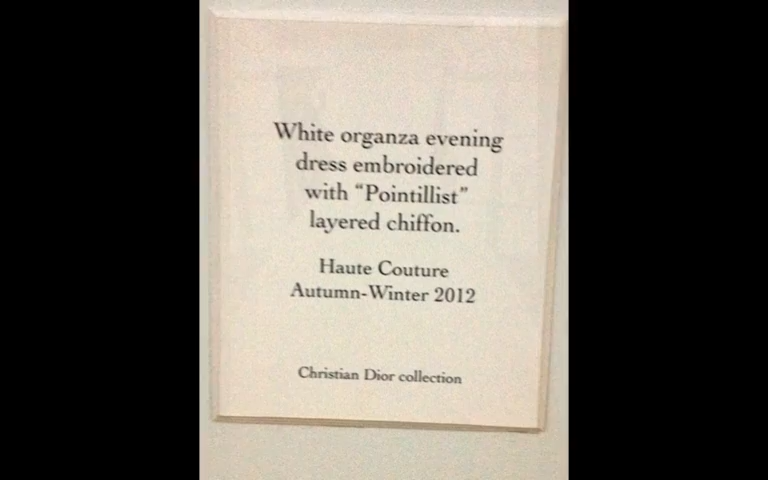 White organza evening
dress embroidered
with “Pointillist”
layered chiffon.
Haute Couture
Autumn-Winter 2012
Christian Dior collection